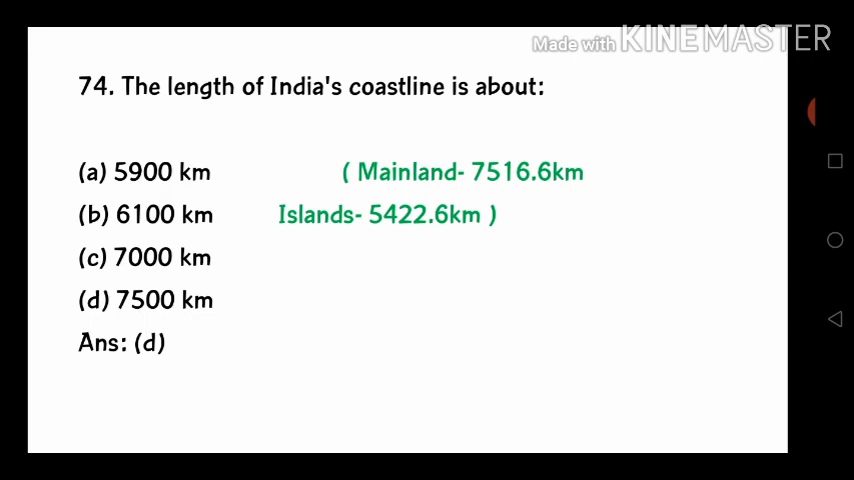 Made with KINEMASTER
74. The length of India's coastline is about:
(a) 5900 km ( Mainland- 7516.6km
(b) 6100 km Islands- 5422.6km )
(c) 7000 km
(d) 7500 km
Ans: (d)